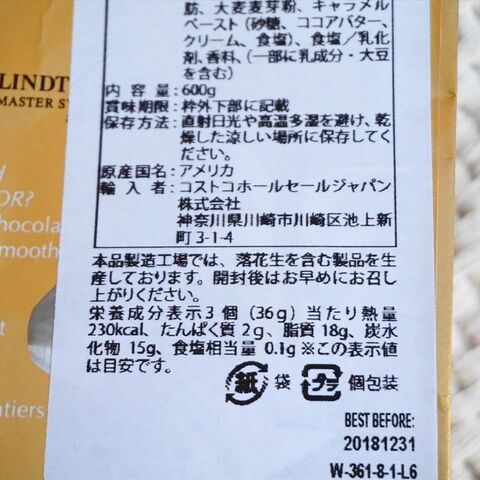 肪、大麦麦芽粉、キャラメル
ペースト（砂糖、ココアバター、
クリーム、食塩）、食塩／乳化
剤、香料、（一部に乳成分・大豆
を含む）
内容量：600g
賞味期限：枠外下部に記載
保存方法：直射日光や高温多湿を避け、乾
燥した涼しい場所に保存してく
ださい。
原産国名：アメリカ
輸入者：コストコホールセールジャパン
株式会社
神奈川県川崎市川崎区池上新
町 3-1-4
本品製造工場では、落花生を含む製品を生
産しております。開封後はお早めにお召し
上がりください。
栄養成分表示3個（36g）当たり熱量
230kcal、たんぱく質2g、脂質18g、炭水
化物15g、食塩相当量0.1g ※この表示値
は目安です。
紙 袋 プラ 個包装
BEST BEFORE:
20181231
W-361-8-1-L6
LINDT
MASTER S
OR?
chocola
smooth
tiers